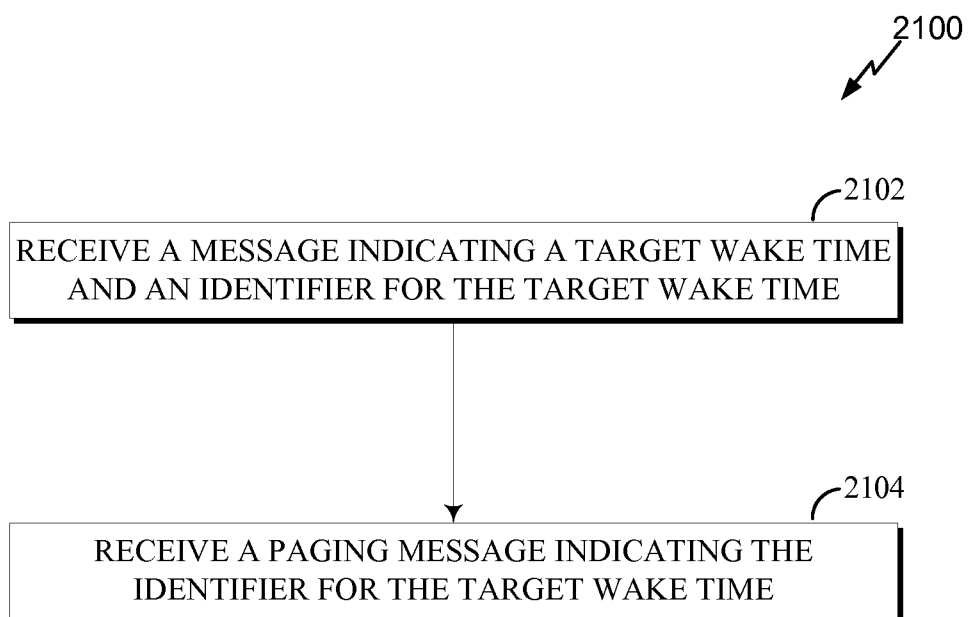 2100
2102
RECEIVE A MESSAGE INDICATING A TARGET WAKE TIME
AND AN IDENTIFIER FOR THE TARGET WAKE TIME
2104
RECEIVE A PAGING MESSAGE INDICATING THE
IDENTIFIER FOR THE TARGET WAKE TIME